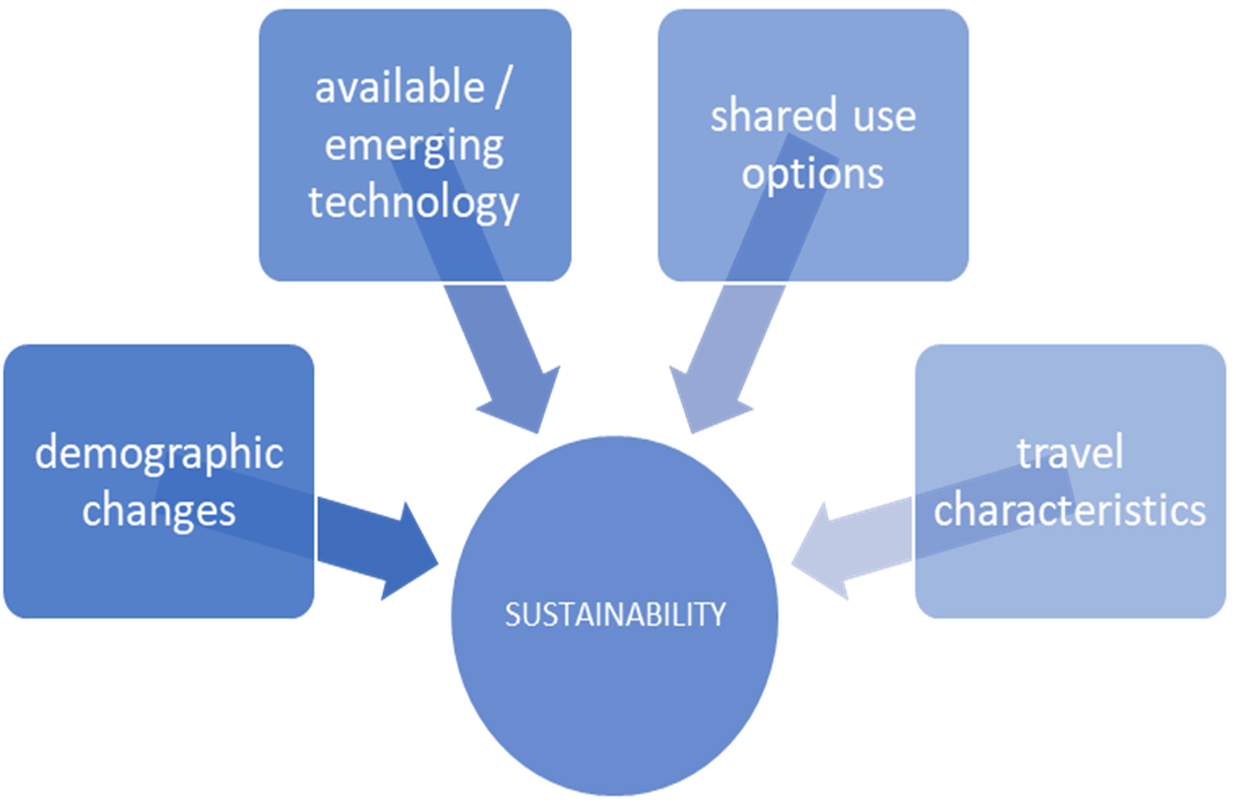 available /
emerging
technology
shared use
options
demographic
changes
travel
characteristics
SUSTAINABILITY